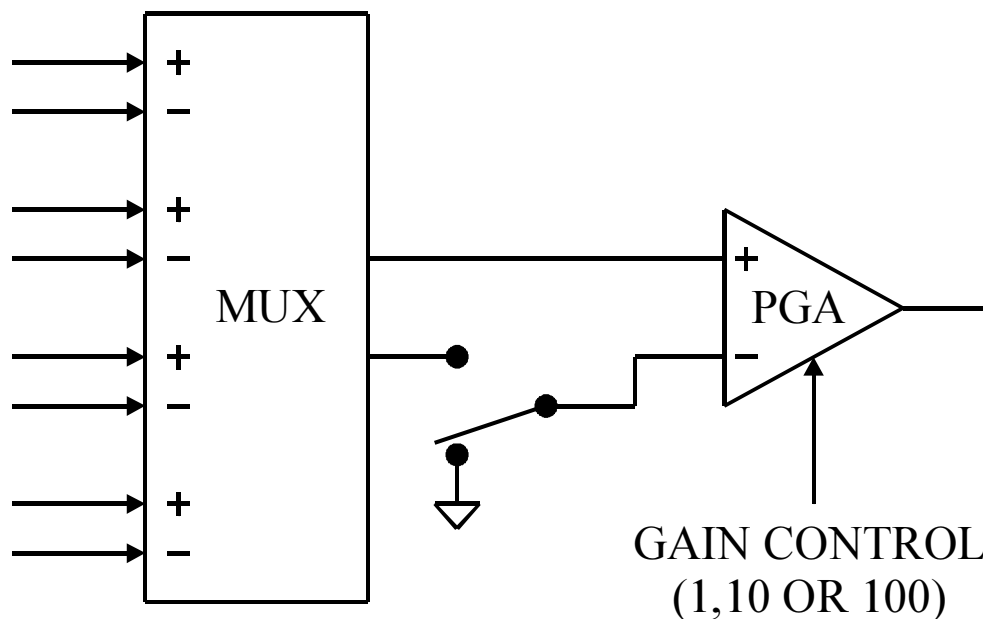 +
−
+
−
MUX
+
−
+
−
+
PGA
−
GAIN CONTROL
(1,10 OR 100)